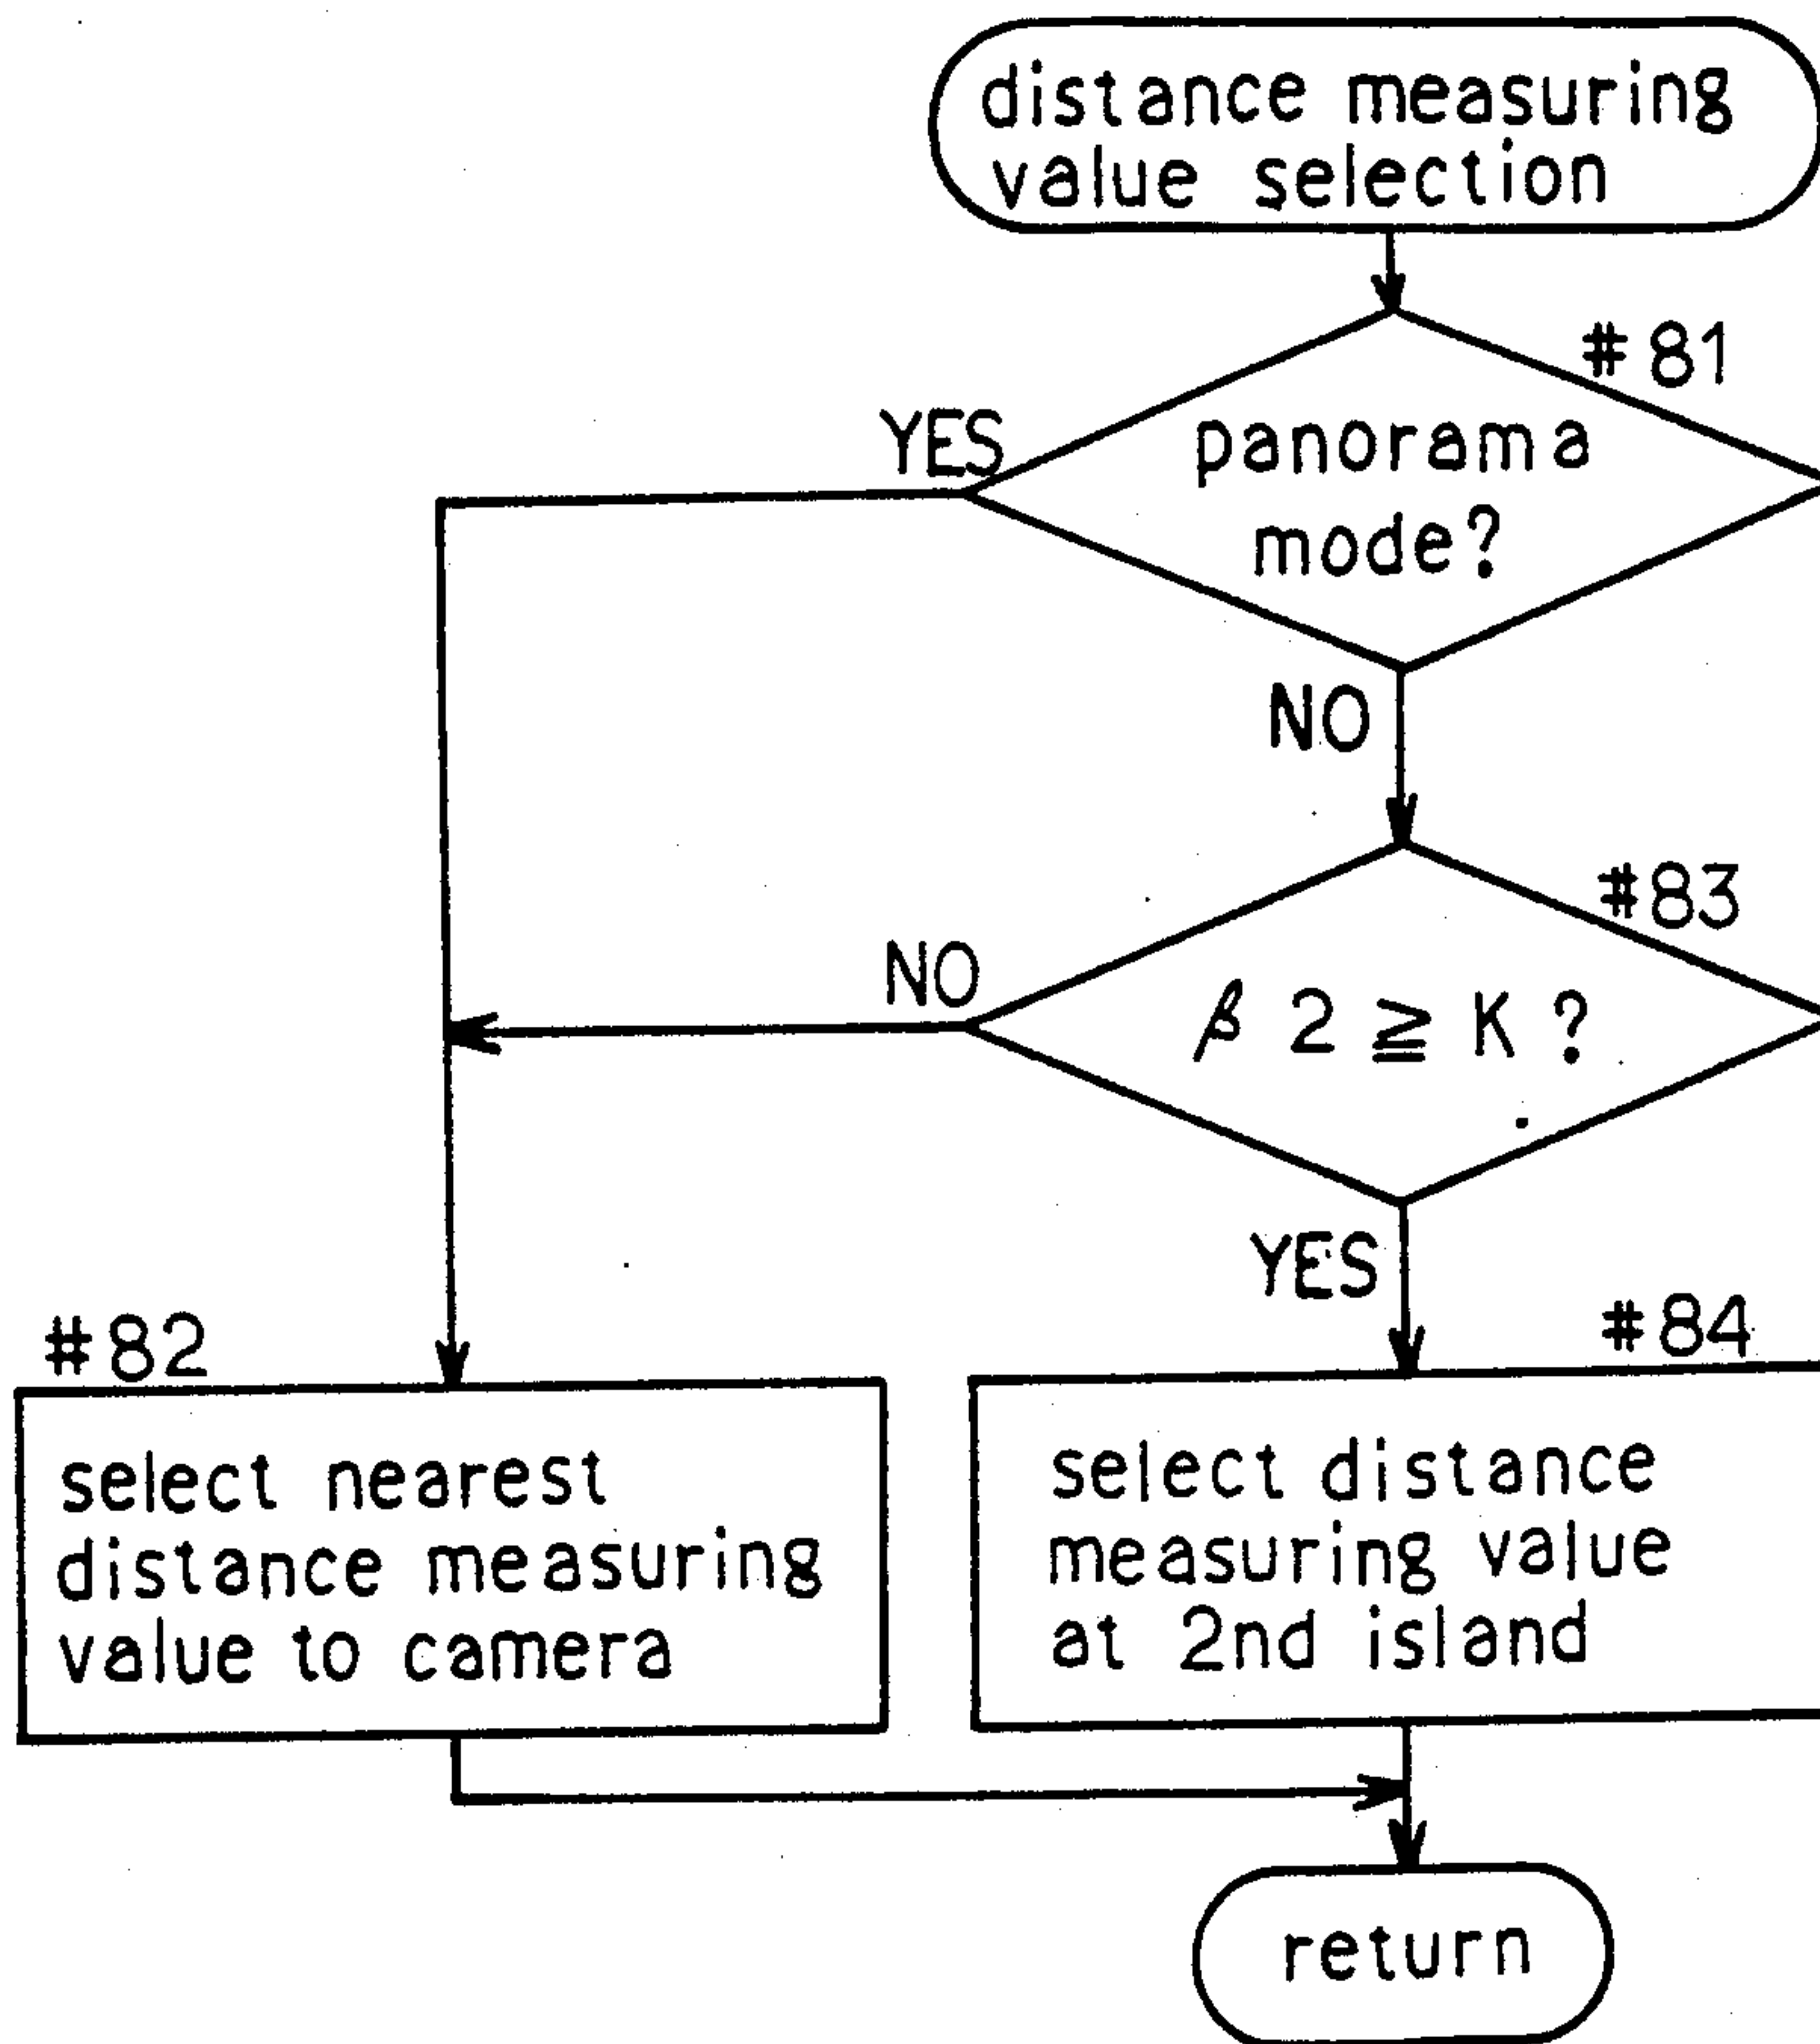 distance measuring
value selection
#81
YES
panorama
mode?
NO
#83
NO
β 2 ≧ K ?
YES
#82
#84
select nearest
distance measuring
value to camera
select distance
measuring value
at 2nd island
return